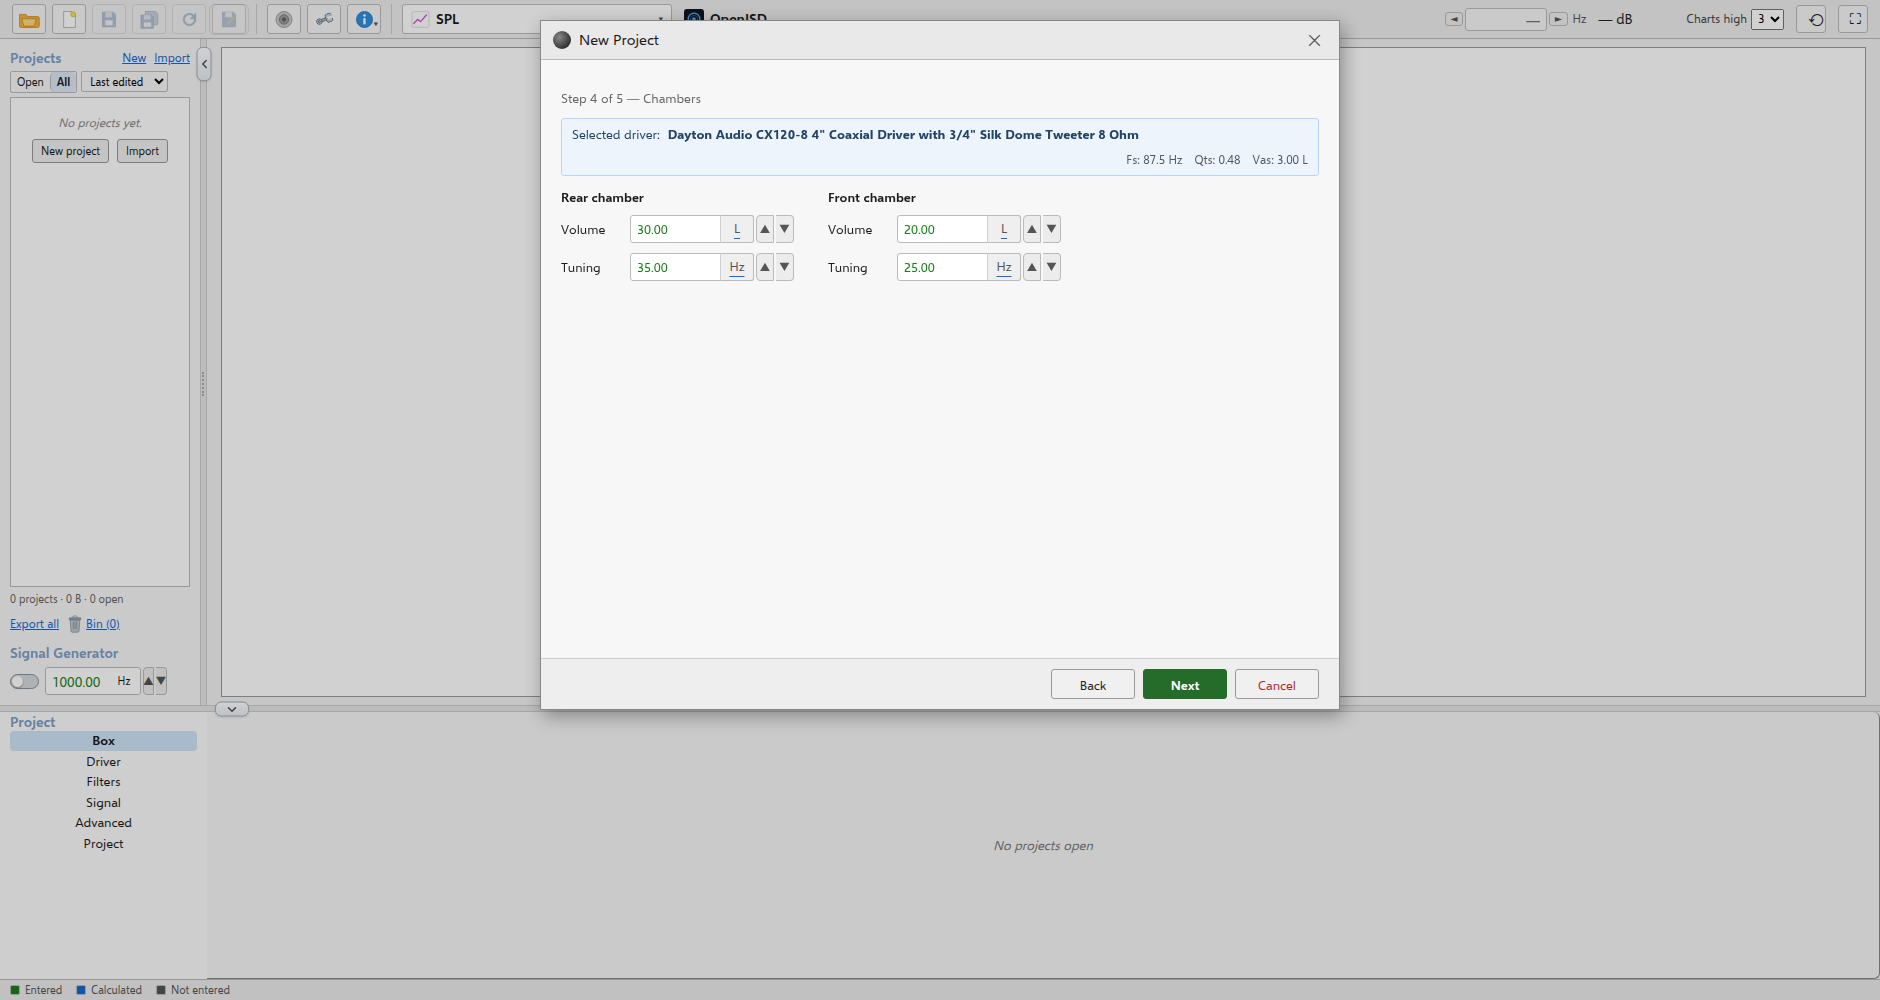 SPL
OpenISD
—
Hz
— dB
Charts high
3
Projects
New
Import
Open
All
Last edited
No projects yet.
New project
Import
0 projects · 0 B · 0 open
Export all
Bin (0)
Signal Generator
1000.00
Hz
New Project
Step 4 of 5 — Chambers
Selected driver: Dayton Audio CX120-8 4" Coaxial Driver with 3/4" Silk Dome Tweeter 8 Ohm
Fs: 87.5 Hz Qts: 0.48 Vas: 3.00 L
Rear chamber
Volume
30.00
L
Tuning
35.00
Hz
Front chamber
Volume
20.00
L
Tuning
25.00
Hz
Back
Next
Cancel
Project
Box
Driver
Filters
Signal
Advanced
Project
No projects open
Entered
Calculated
Not entered